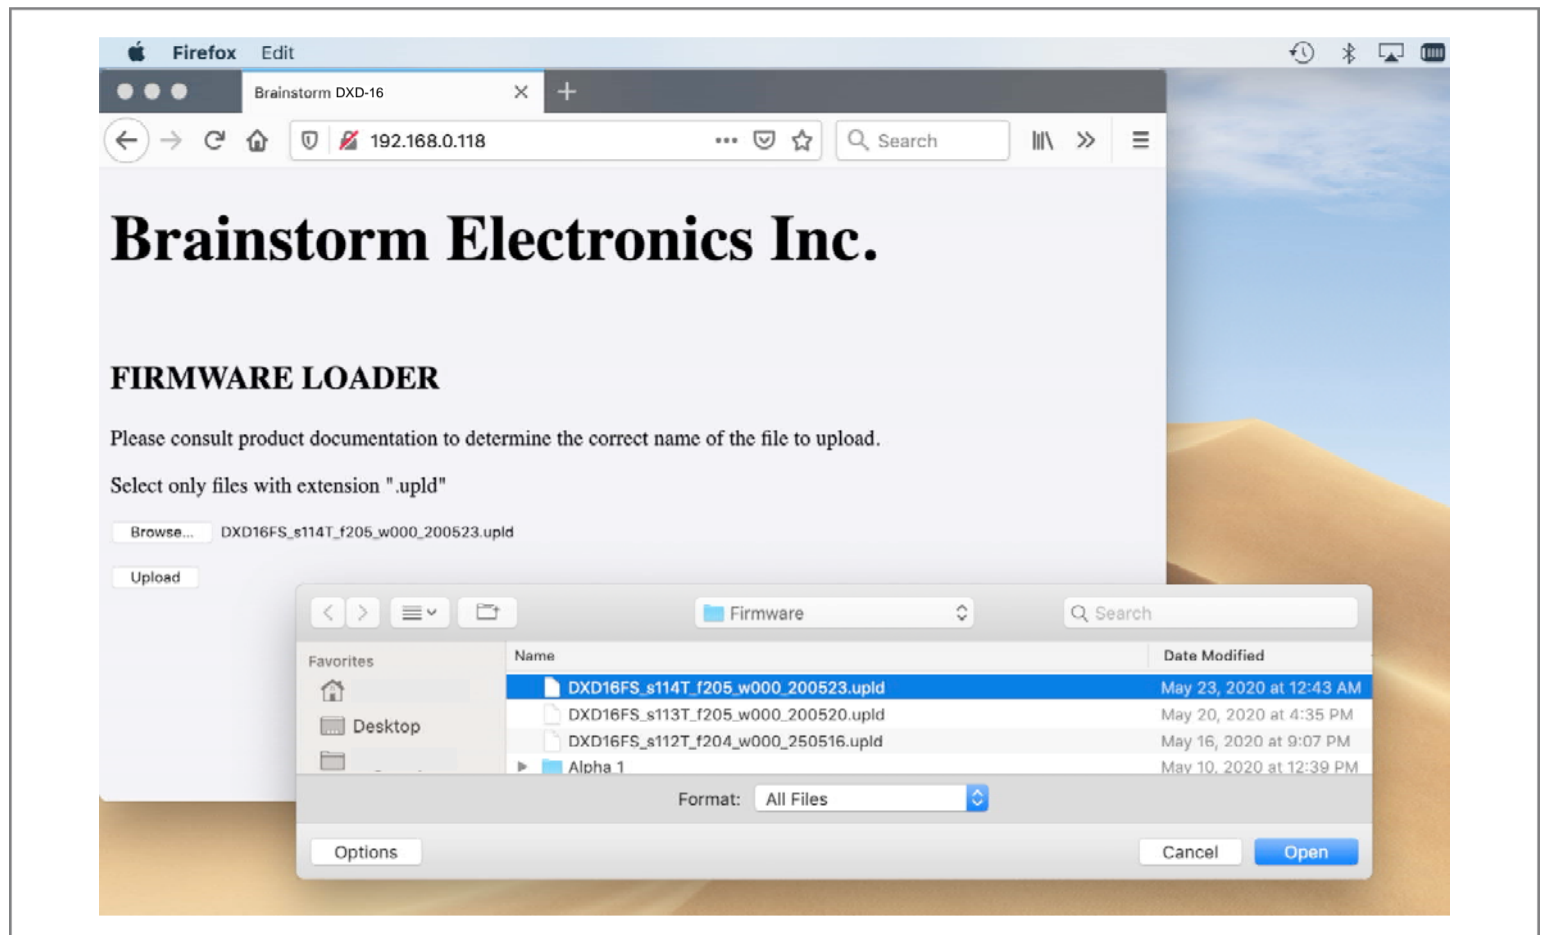 Firefox Edit
Brainstorm DXD-16
192.168.0.118
Search
Brainstorm Electronics Inc.
FIRMWARE LOADER
Please consult product documentation to determine the correct name of the file to upload.
Select only files with extension ".upld"
Browse... DXD16FS_s114T_f205_w000_200523.upld
Upload
Firmware
Search
Favorites
Name Date Modified
DXD16FS_s114T_f205_w000_200523.upld May 23, 2020 at 12:43 AM
DXD16FS_s113T_f205_w000_200520.upld May 20, 2020 at 4:35 PM
Desktop
DXD16FS_s112T_f204_w000_250516.upld May 16, 2020 at 9:07 PM
Alpha 1 May 10, 2020 at 12:39 PM
Format: All Files
Options Cancel Open